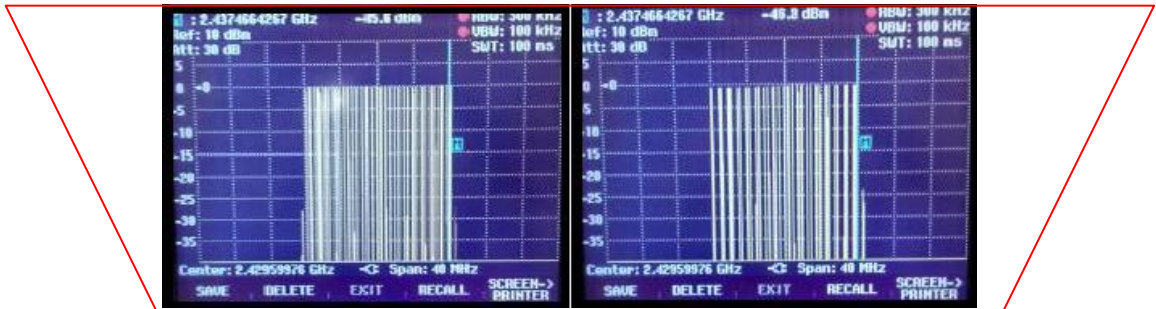 : 2.4374664267 GHz -45.6 dBm RBW: 300 kHz
Ref: 10 dBm VBW: 100 kHz
Att: 30 dB SWT: 100 ms
5
0
-5
-10
-15
-20
-25
-30
-35
Center: 2.42959976 GHz Span: 40 MHz
SAVE DELETE EXIT RECALL SCREEN->
PRINTER
: 2.4374664267 GHz RBW: 300 kHz
Ref: 10 dBm VBW: 100 kHz
Att: 30 dB SWT: 100 ms
5
0
-5
-10
-15
-20
-25
-30
-35
Center: 2.42959976 GHz Span: 40 MHz
SAVE DELETE EXIT RECALL SCREEN->
PRINTER